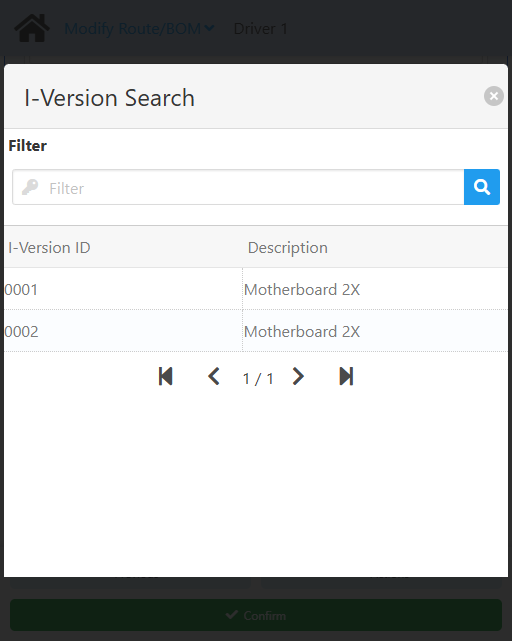 Modify Route/BOM Driver 1
I-Version Search
Filter
Filter
I-Version ID Description
0001 Motherboard 2X
0002 Motherboard 2X
1 / 1
Confirm